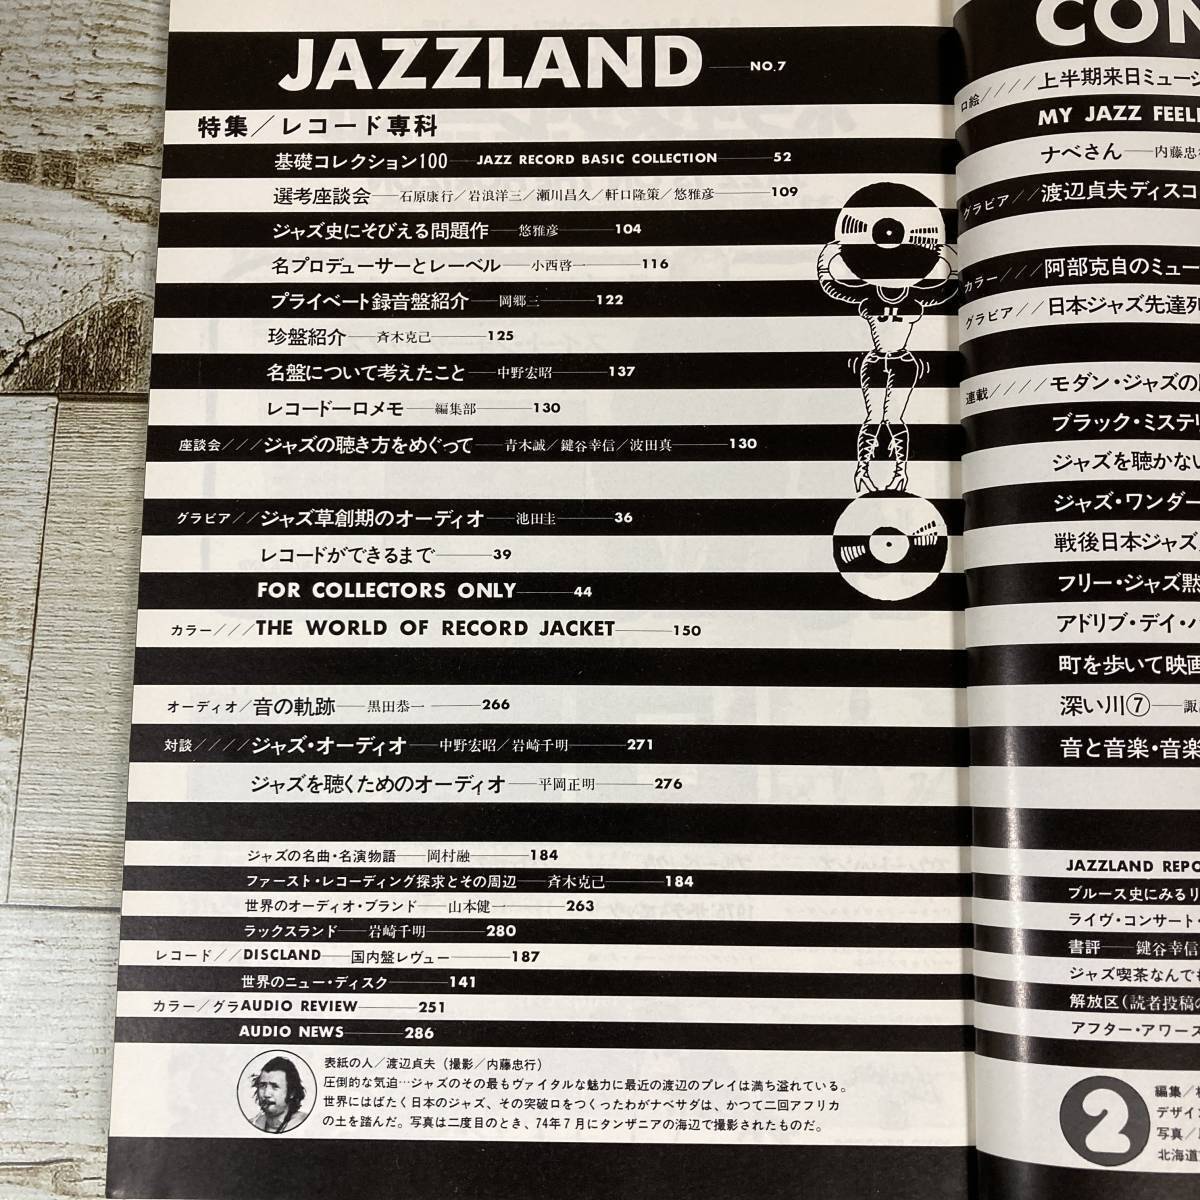 JAZZLAND——NO.7
特集／レコード専科
基礎コレクション100——JAZZ RECORD BASIC COLLECTION——52
選考座談会——石原康行／岩浪洋三／瀬川昌久／軒口隆策／悠雅彦——109
ジャズ史にそびえる問題作——悠雅彦——104
名プロデューサーとレーベル——小西啓一——116
プライベート録音盤紹介——岡郷三——122
珍盤紹介——斉木克己——125
名盤について考えたこと——中野宏昭——137
レコード一口メモ——編集部——130
座談会／／／ジャズの聴き方をめぐって——青木誠／鍵谷幸信／波田真——130
グラビア／／ジャズ草創期のオーディオ——池田圭——36
レコードができるまで——39
FOR COLLECTORS ONLY——44
カラー／／／THE WORLD OF RECORD JACKET——150
オーディオ／音の軌跡——黒田恭一——266
対談／／／／ジャズ・オーディオ——中野宏昭／岩崎千明——271
ジャズを聴くためのオーディオ——平岡正明——276
ジャズの名曲・名演物語——岡村融——184
ファースト・レコーディング探求とその周辺——斉木克己——184
世界のオーディオ・ブランド——山本健一——263
ラックスランド——岩崎千明——280
レコード／／DISCLAND——国内盤レヴュー——187
世界のニュー・ディスク——141
カラー／グラAUDIO REVIEW——251
AUDIO NEWS——286
JL
表紙の人／渡辺貞夫（撮影／内藤忠行）
圧倒的な気迫…ジャズのその最もヴァイタルな魅力に最近の渡辺のプレイは満ち溢れている。
世界にはばたく日本のジャズ、その突破口をつくったわがナベサダは、かつて二回アフリカ
の土を踏んだ。写真は二度目のとき、74年7月にタンザニアの海辺で撮影されたものだ。
CON
口絵／／／／上半期来日ミュージ
MY JAZZ FEEL
ナベさん——内藤忠
グラビア／／渡辺貞夫ディスコ
カラー／／／阿部克自のミュー
グラビア／／日本ジャズ先達列
連載／／／／モダン・ジャズの
ブラック・ミステリ
ジャズを聴かない
ジャズ・ワンダー
戦後日本ジャズ
フリー・ジャズ黙
アドリブ・デイ・
町を歩いて映画
深い川⑦——諏
音と音楽・音楽
JAZZLAND REPO
ブルース史にみるリ
ライヴ・コンサート・
書評——鍵谷幸信
ジャズ喫茶なんでも
解放区（読者投稿の
アフター・アワーズ
2
編集／
デザイン
写真／
北海道